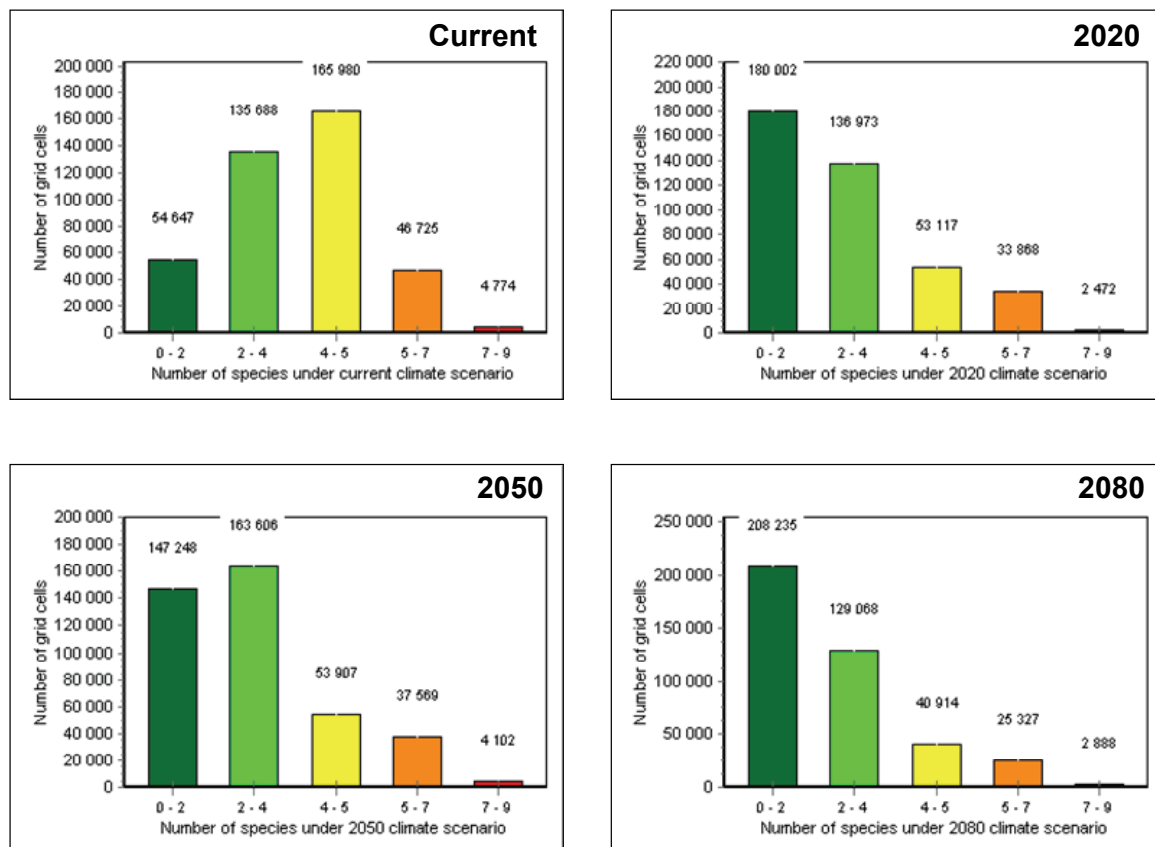 Current
Number of grid cells
200 000
180 000
160 000
140 000
120 000
100 000
80 000
60 000
40 000
20 000
0
54 647
135 688
165 980
46 725
4 774
0 - 2
2 - 4
4 - 5
5 - 7
7 - 9
Number of species under current climate scenario
2020
Number of grid cells
220 000
200 000
180 000
160 000
140 000
120 000
100 000
80 000
60 000
40 000
20 000
0
180 002
136 973
53 117
33 868
2 472
0 - 2
2 - 4
4 - 5
5 - 7
7 - 9
Number of species under 2020 climate scenario
2050
Number of grid cells
200 000
180 000
160 000
140 000
120 000
100 000
80 000
60 000
40 000
20 000
0
147 248
163 606
53 907
37 569
4 102
0 - 2
2 - 4
4 - 5
5 - 7
7 - 9
Number of species under 2050 climate scenario
2080
Number of grid cells
250 000
200 000
150 000
100 000
50 000
0
208 235
129 068
40 914
25 327
2 888
0 - 2
2 - 4
4 - 5
5 - 7
7 - 9
Number of species under 2080 climate scenario